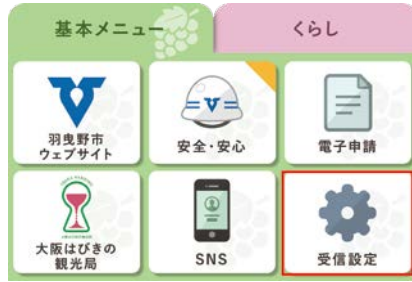 基本メニュー
くらし
羽曳野市
ウェブサイト
安全・安心
電子申請
大阪はびきの
観光局
SNS
受信設定